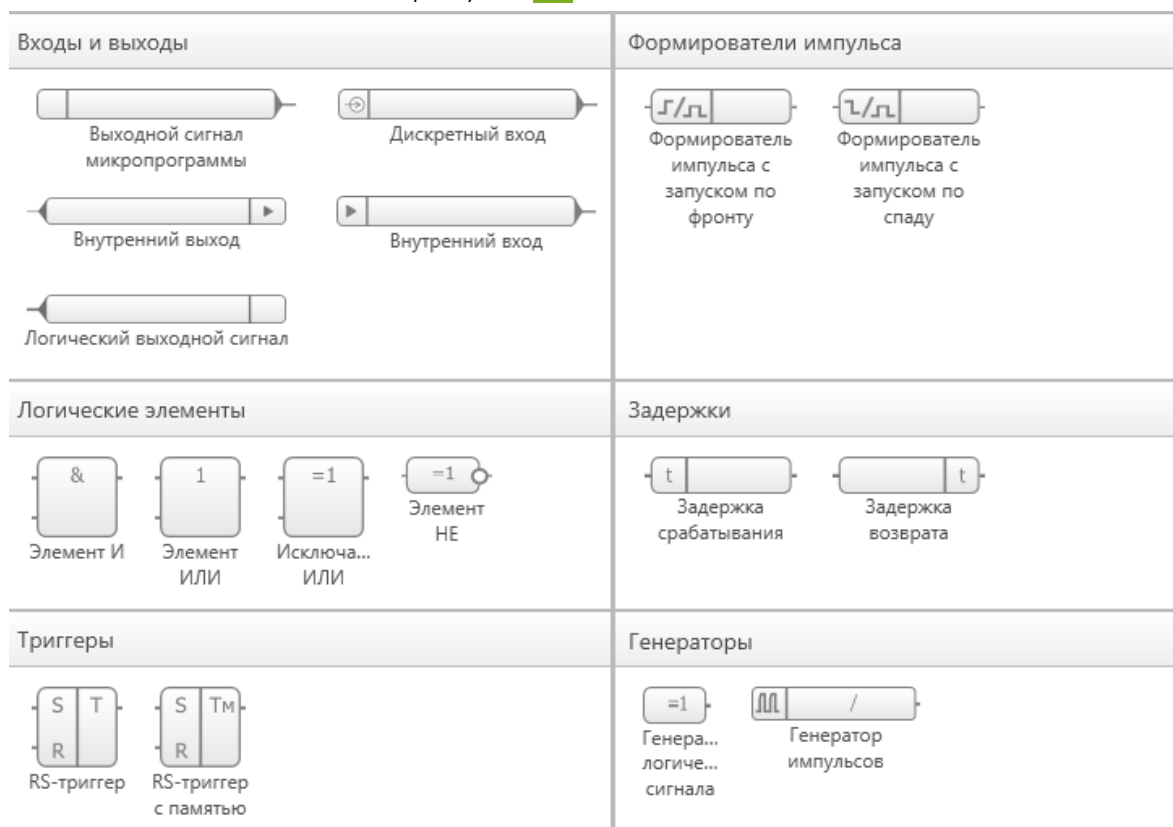 Входы и выходы
Выходной сигнал
микропрограммы
Дискретный вход
Внутренний выход
Внутренний вход
Логический выходной сигнал
Формирователи импульса
Формирователь
импульса с
запуском по
фронту
Формирователь
импульса с
запуском по
спаду
Логические элементы
&
Элемент И
1
Элемент
ИЛИ
=1
Исключа...
ИЛИ
=1
Элемент
НЕ
Задержки
t
Задержка
срабатывания
t
Задержка
возврата
Триггеры
S T
R
RS-триггер
S Tм
R
RS-триггер
с памятью
Генераторы
=1
Генера...
логиче...
сигнала
/
Генератор
импульсов